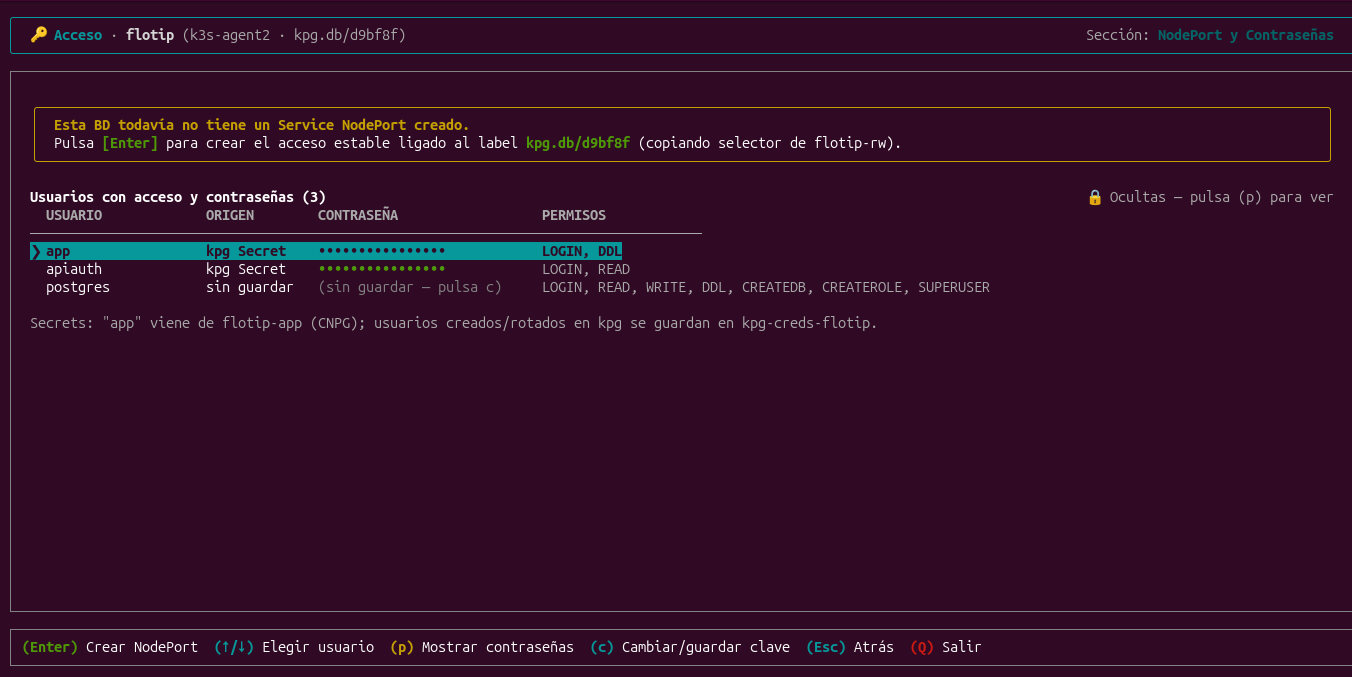 🔑 Acceso · flotip (k3s-agent2 · kpg.db/d9bf8f) Sección: NodePort y Contraseñas
Esta BD todavía no tiene un Service NodePort creado.
Pulsa [Enter] para crear el acceso estable ligado al label kpg.db/d9bf8f (copiando selector de flotip-rw).
Usuarios con acceso y contraseñas (3) 🔒 Ocultas — pulsa (p) para ver
USUARIO ORIGEN CONTRASEÑA PERMISOS
❯ app kpg Secret •••••••••••••••• LOGIN, DDL
apiauth kpg Secret •••••••••••••••• LOGIN, READ
postgres sin guardar (sin guardar — pulsa c) LOGIN, READ, WRITE, DDL, CREATEDB, CREATEROLE, SUPERUSER
Secrets: "app" viene de flotip-app (CNPG); usuarios creados/rotados en kpg se guardan en kpg-creds-flotip.
(Enter) Crear NodePort (↑/↓) Elegir usuario (p) Mostrar contraseñas (c) Cambiar/guardar clave (Esc) Atrás (Q) Salir